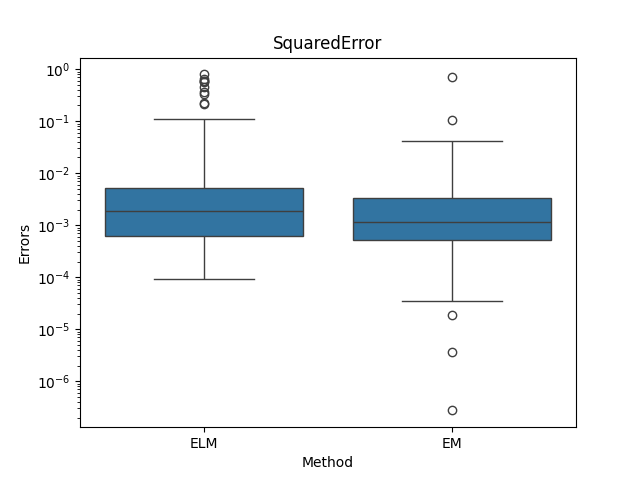 SquaredError
Errors
10⁰
10⁻¹
10⁻²
10⁻³
10⁻⁴
10⁻⁵
10⁻⁶
ELM
EM
Method